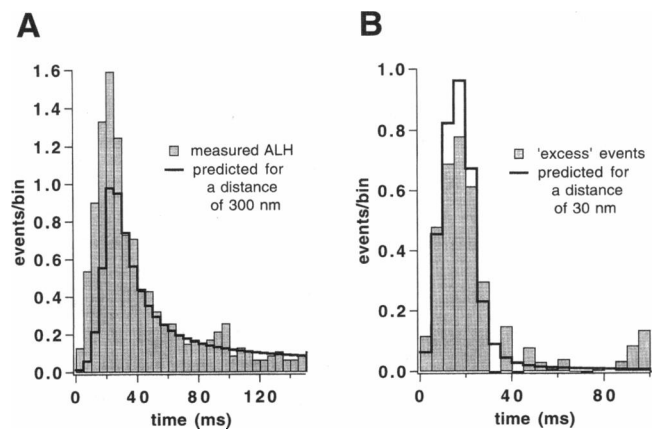 A
1.6
1.4
1.2
1.0
0.8
0.6
0.4
0.2
0.0
events/bin
measured ALH
predicted for
a distance
of 300 nm
0
40
80
120
time (ms)
B
1.0
0.8
0.6
0.4
0.2
0.0
events/bin
'excess' events
predicted for
a distance
of 30 nm
0
40
80
time (ms)